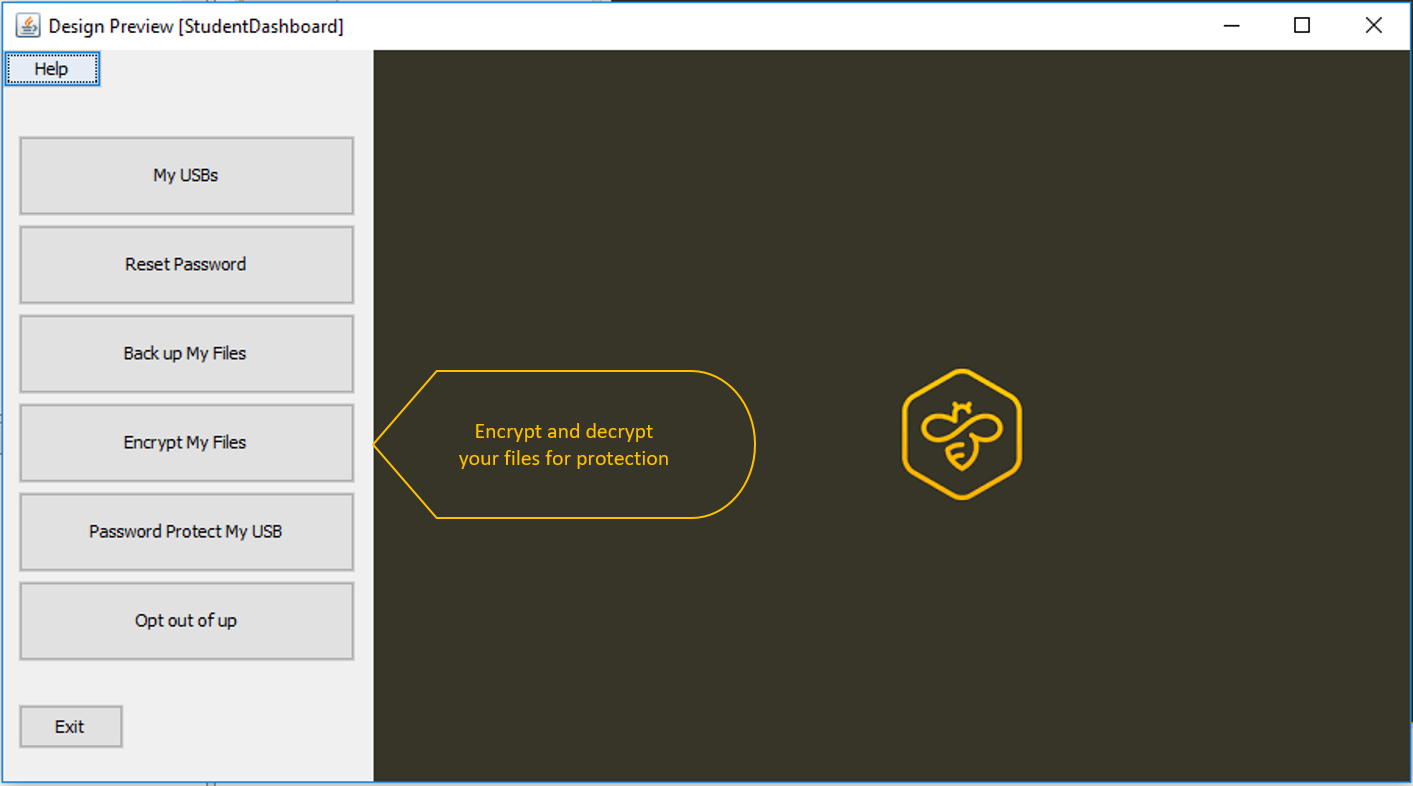 Design Preview [StudentDashboard]
Help
My USBs
Reset Password
Back up My Files
Encrypt My Files
Encrypt and decrypt
your files for protection
Password Protect My USB
Opt out of up
Exit